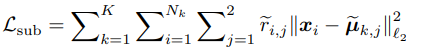 $\mathcal{L}_{\text{sub}} = \sum_{k=1}^{K} \sum_{i=1}^{N_k} \sum_{j=1}^{2} \widetilde{r}_{i,j} \| \boldsymbol{x}_i - \widetilde{\boldsymbol{\mu}}_{k,j} \|_{\ell_2}^2$